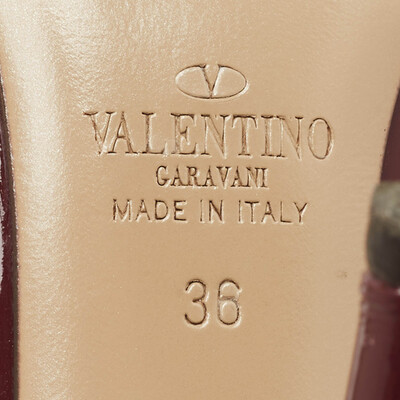 V
VALENTINO
GARAVANI
MADE IN ITALY
36